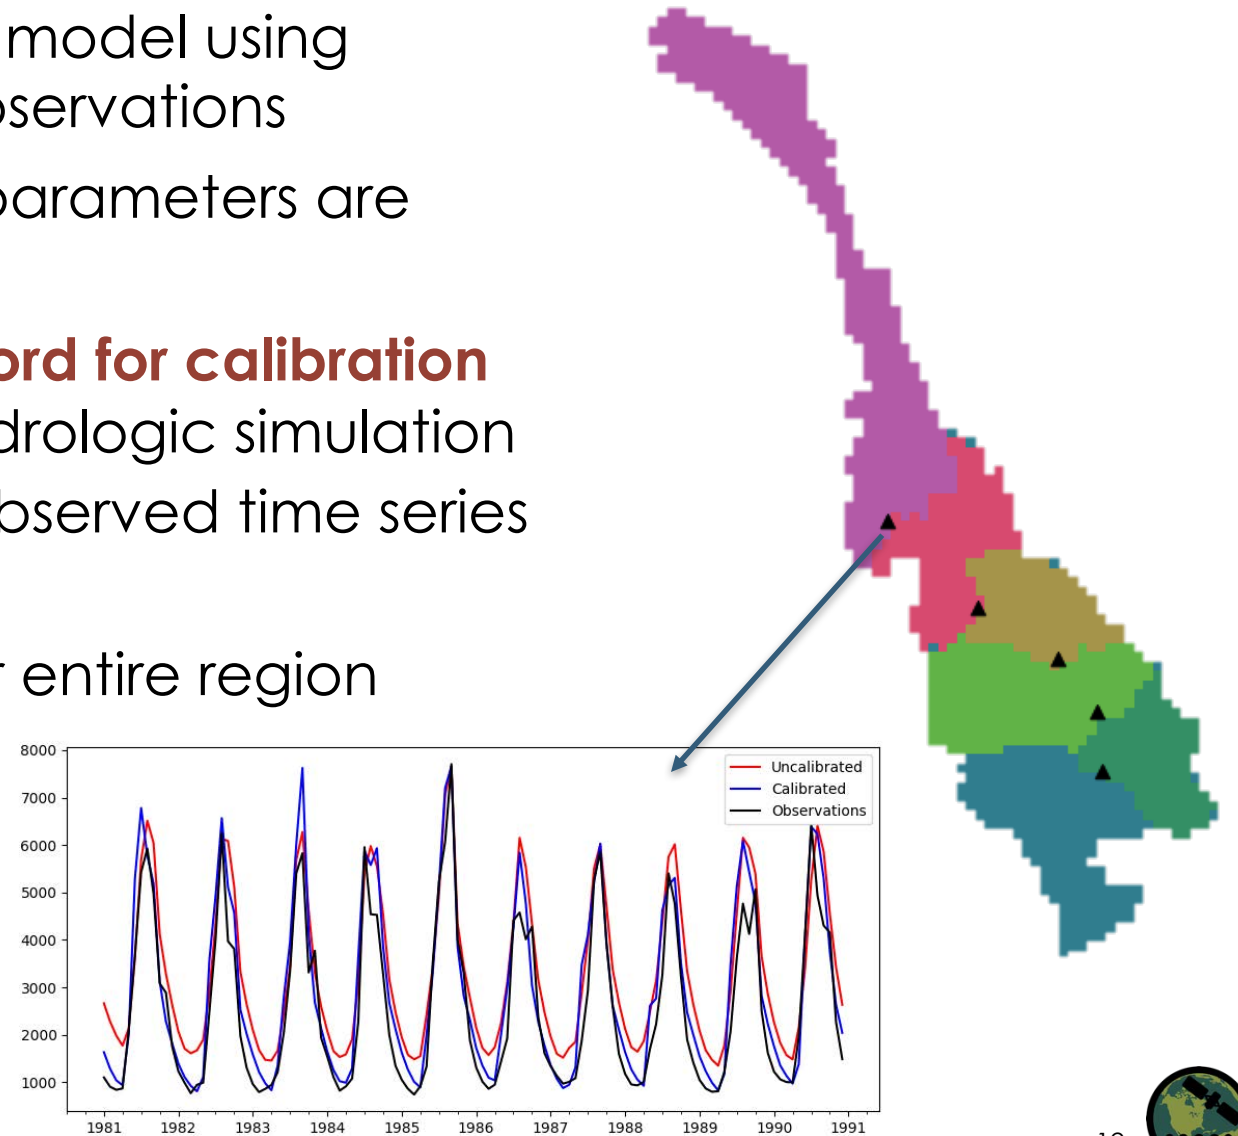 model using
bservations
parameters are
ord for calibration
drologic simulation
bserved time series
r entire region
8000
7000
6000
5000
4000
3000
2000
1000
Uncalibrated
Calibrated
Observations
1981 1982 1983 1984 1985 1986 1987 1988 1989 1990 1991